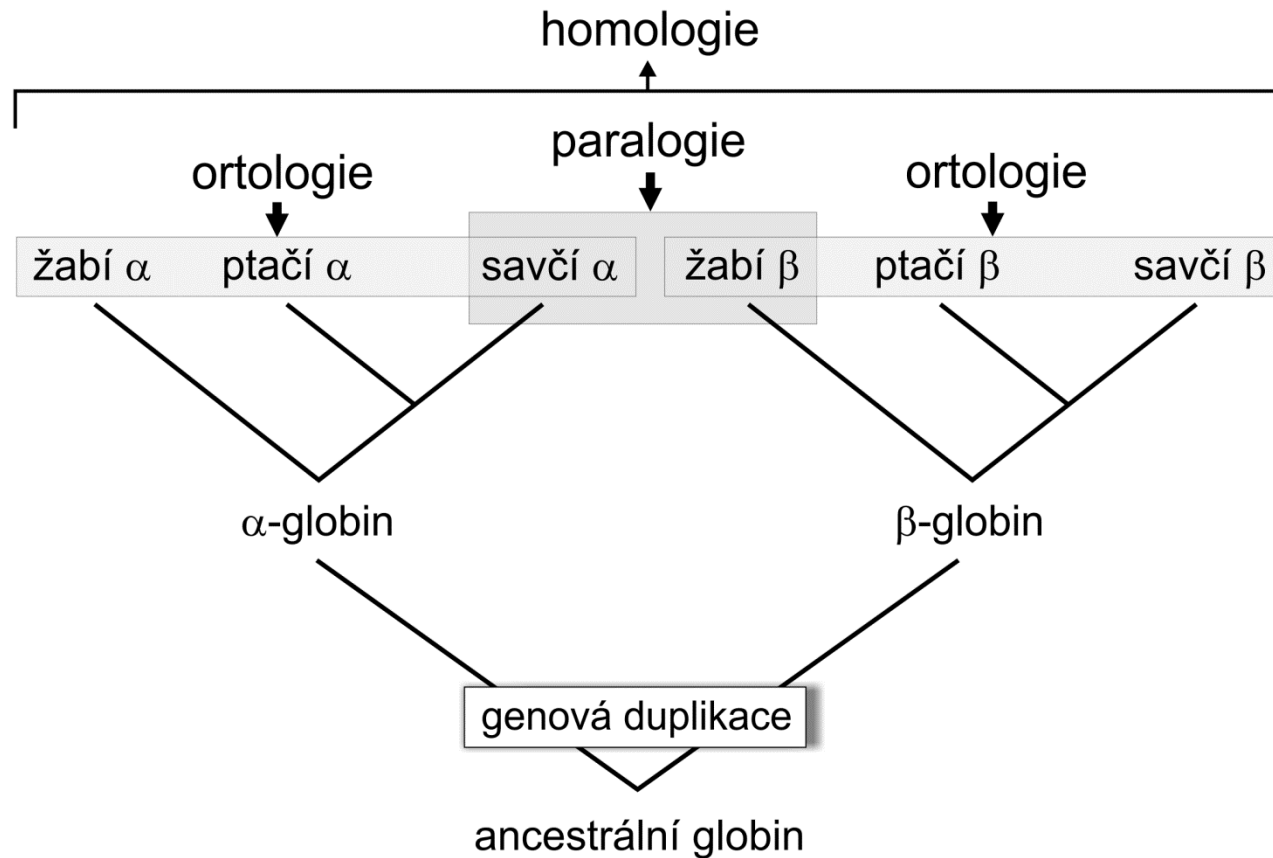 homologie
paralogie
ortologie
ortologie
žabí α
ptačí α
savčí α
žabí β
ptačí β
savčí β
α-globin
β-globin
genová duplikace
ancestrální globin